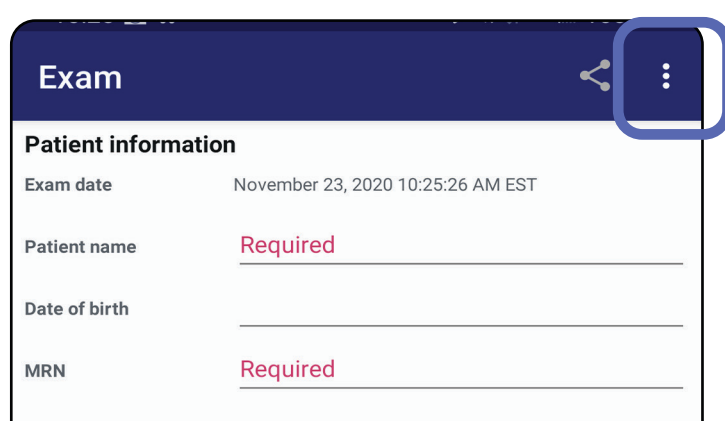 Exam
Patient information
Exam date November 23, 2020 10:25:26 AM EST
Patient name Required
Date of birth
MRN Required